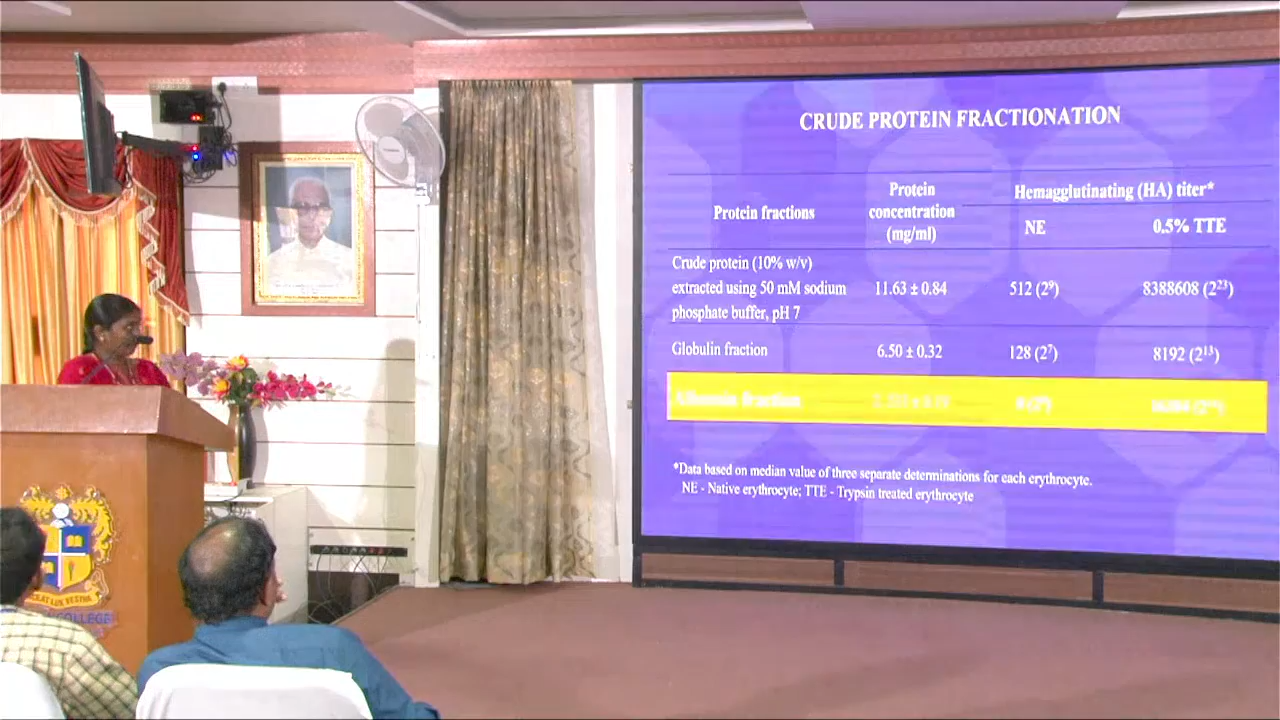 CRUDE PROTEIN FRACTIONATION
Protein fractions
Protein
concentration
(mg/ml)
Hemagglutinating (HA) titer*
NE
0.5% TTE
Crude protein (10% w/v)
extracted using 50 mM sodium
phosphate buffer, pH 7
11.63 ± 0.84
512 (2⁹)
8388608 (2²³)
Globulin fraction
6.50 ± 0.32
128 (2⁷)
8192 (2¹³)
fraction
*Data based on median value of three separate determinations for each erythrocyte.
NE - Native erythrocyte; TTE - Trypsin treated erythrocyte
COLLEGE